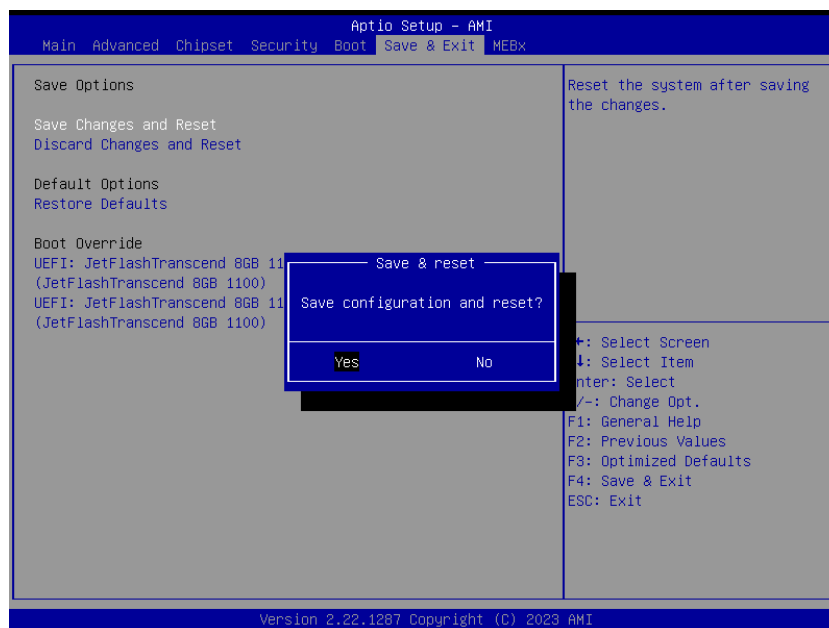 Aptio Setup – AMI
Main Advanced Chipset Security Boot Save & Exit MEBx
Save Options
Save Changes and Reset
Discard Changes and Reset
Default Options
Restore Defaults
Boot Override
UEFI: JetFlashTranscend 8GB 11
(JetFlashTranscend 8GB 1100)
UEFI: JetFlashTranscend 8GB 11
(JetFlashTranscend 8GB 1100)
Save & reset
Save configuration and reset?
Yes No
Reset the system after saving
the changes.
: Select Screen
: Select Item
nter: Select
/-: Change Opt.
F1: General Help
F2: Previous Values
F3: Optimized Defaults
F4: Save & Exit
ESC: Exit
Version 2.22.1287 Copyright (C) 2023 AMI